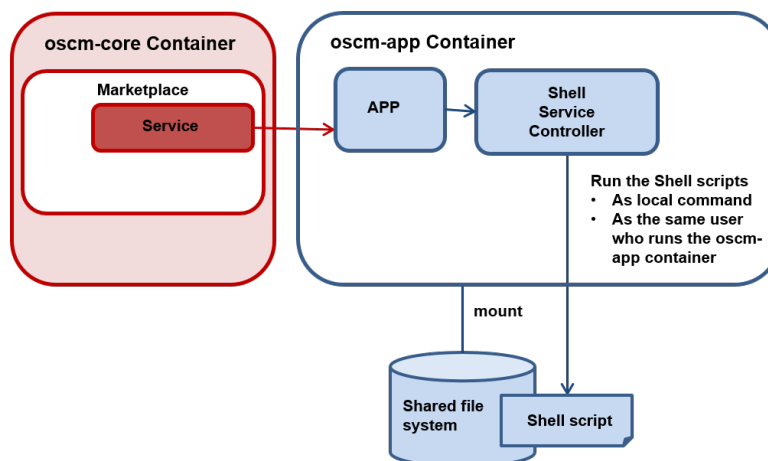 oscm-core Container
oscm-app Container
Marketplace
Service
APP
Shell
Service
Controller
Run the Shell scripts
• As local command
• As the same user
who runs the oscm-
app container
mount
Shared file
system
Shell script